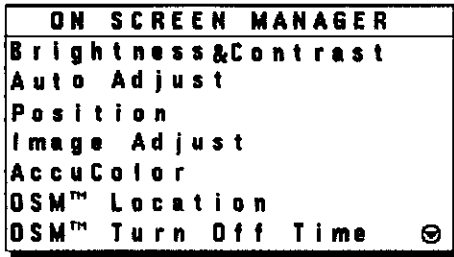 ON SCREEN MANAGER
Brightness&Contrast
Auto Adjust
Position
Image Adjust
AccuColor
OSM™ Location
OSM™ Turn Off Time